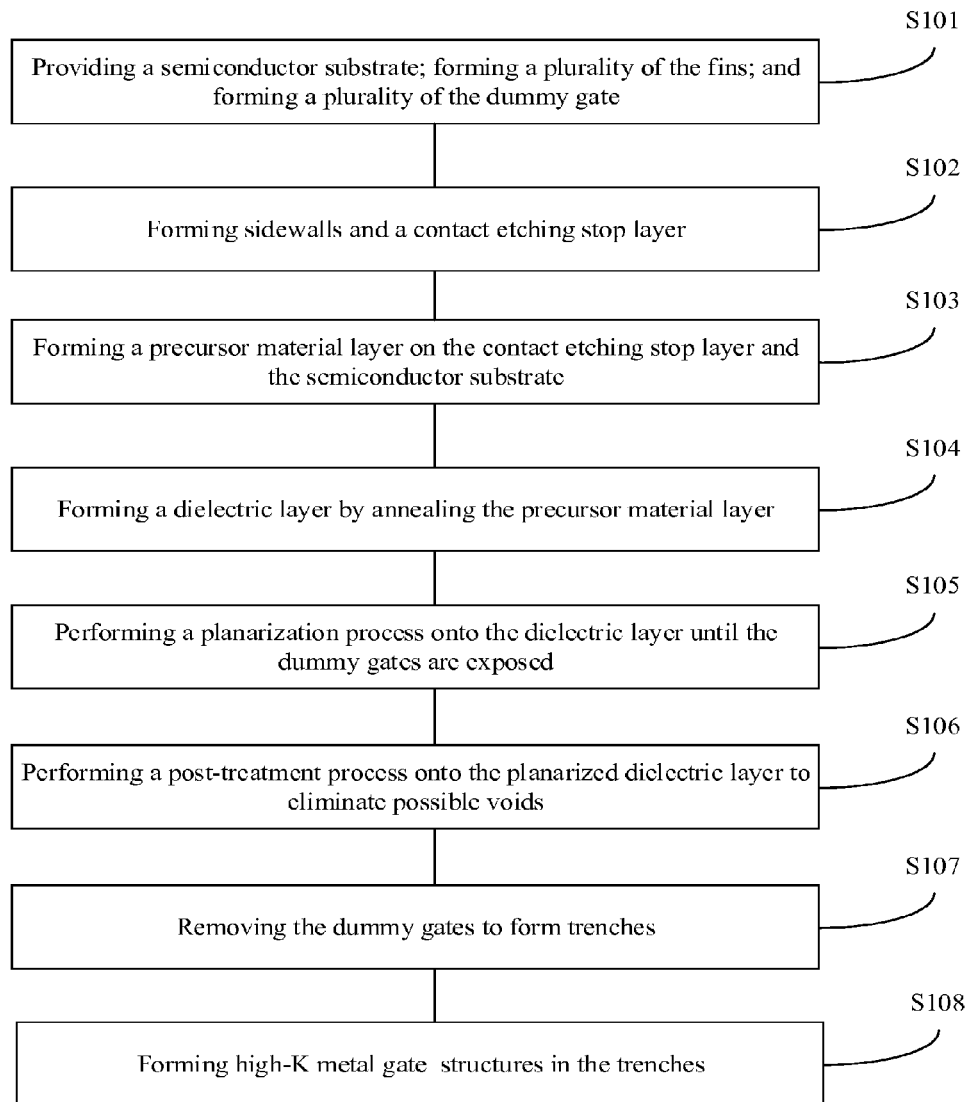 S101
Providing a semiconductor substrate; forming a plurality of the fins; and
forming a plurality of the dummy gate
S102
Forming sidewalls and a contact etching stop layer
S103
Forming a precursor material layer on the contact etching stop layer and
the semiconductor substrate
S104
Forming a dielectric layer by annealing the precursor material layer
S105
Performing a planarization process onto the dielectric layer until the
dummy gates are exposed
S106
Performing a post-treatment process onto the planarized dielectric layer to
eliminate possible voids
S107
Removing the dummy gates to form trenches
S108
Forming high-K metal gate structures in the trenches